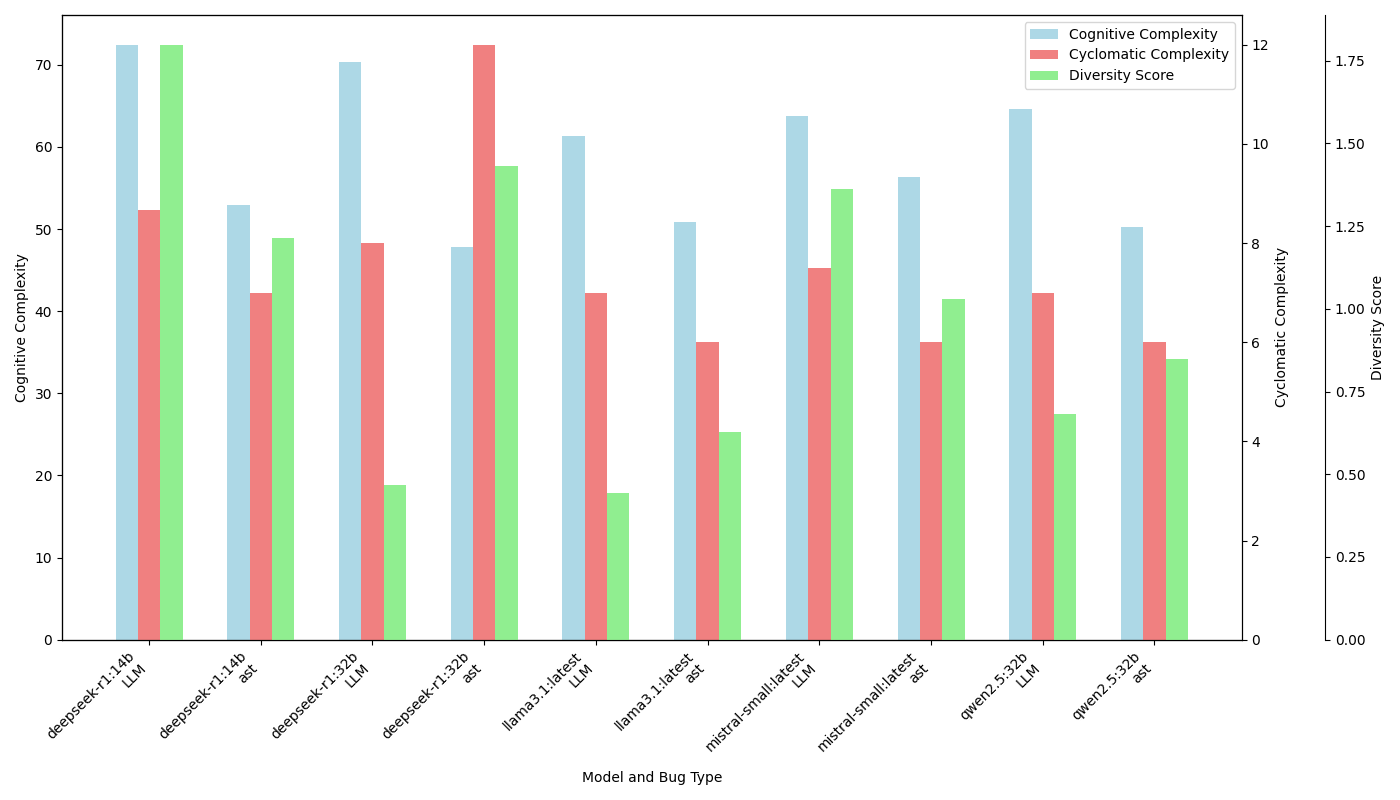 Cognitive Complexity
Cyclomatic Complexity
Diversity Score
70
60
50
40
30
20
10
0
Cognitive Complexity
12
10
8
6
4
2
0
Cyclomatic Complexity
1.75
1.50
1.25
1.00
0.75
0.50
0.25
0.00
Diversity Score
deepseek-r1:14b
LLM
deepseek-r1:14b
ast
deepseek-r1:32b
LLM
deepseek-r1:32b
ast
llama3.1:latest
LLM
llama3.1:latest
ast
mistral-small:latest
LLM
mistral-small:latest
ast
qwen2.5:32b
LLM
qwen2.5:32b
ast
Model and Bug Type